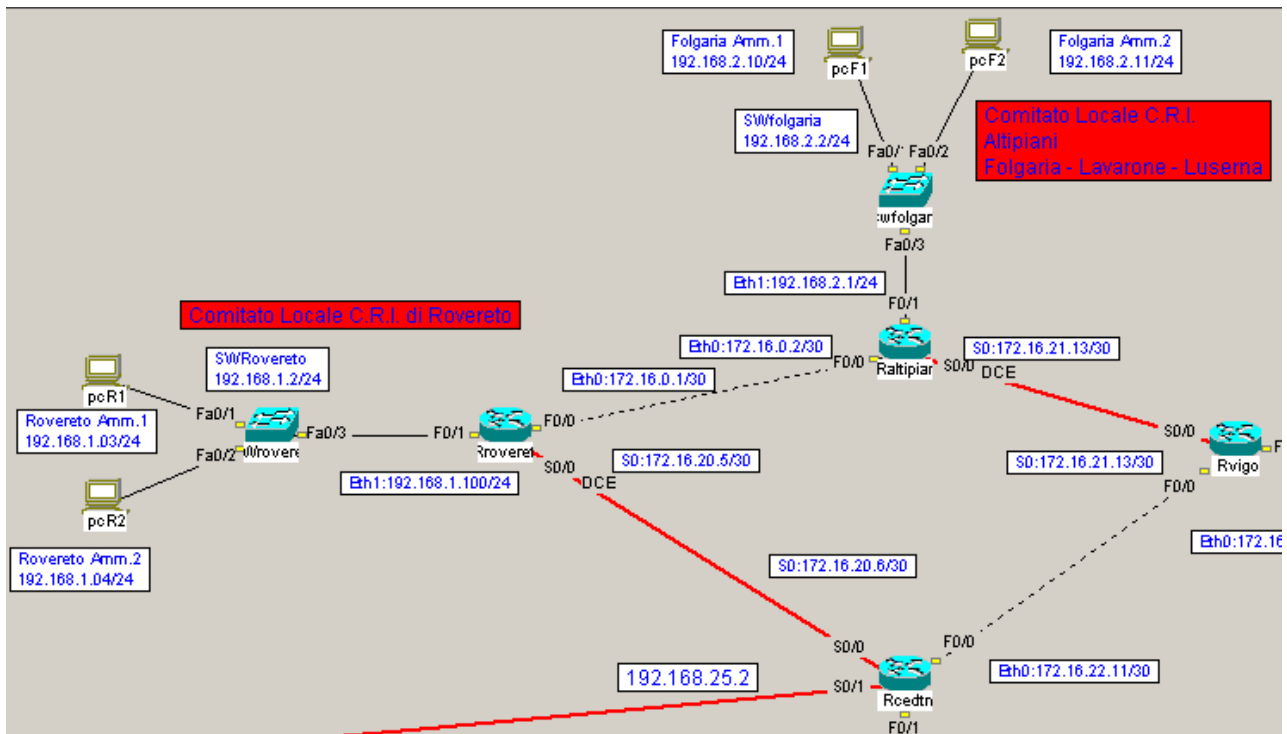 Folgaria Amm.1
192.168.2.10/24
pcF1
pcF2
Folgaria Amm.2
192.168.2.11/24
SWfolgaria
192.168.2.2/24
Fa0/
Fa0/2
Comitato Locale C.R.I.
Altipiani
Folgaria - Lavarone - Luserna
wfolgar
Fa0/3
Eth1:192.168.2.1/24
F0/1
Comitato Locale C.R.I. di Rovereto
Eth0:172.16.0.2/30
F0/0
Raltipiar
S0/0
DCE
S0:172.16.21.13/30
SWRovereto
192.168.1.2/24
Eth0:172.16.0.1/30
pcR1
Fa0/1
Rovereto Amm.1
192.168.1.03/24
Fa0/2
Wrovere
Fa0/3
F0/1
Rroveret
F0/0
S0/0
DCE
S0:172.16.20.5/30
Eth1:192.168.1.100/24
S0/0
Rvigo
F
S0:172.16.21.13/30
F0/0
pcR2
Rovereto Amm.2
192.168.1.04/24
Eth0:172.16
S0:172.16.20.6/30
S0/0
F0/0
192.168.25.2
S0/1
Rcedtn
Eth0:172.16.22.11/30
F0/1